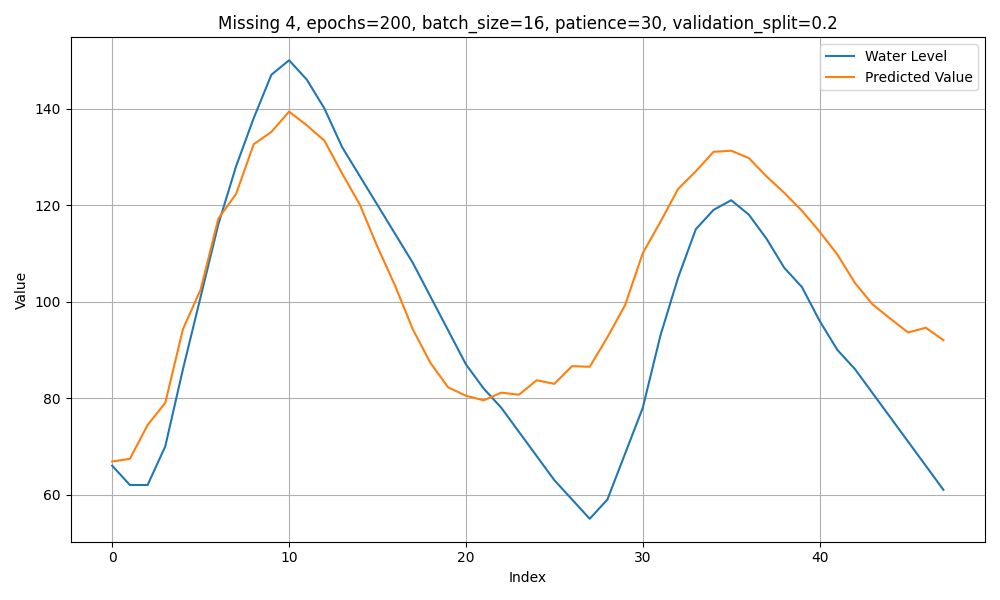 Missing 4, epochs=200, batch_size=16, patience=30, validation_split=0.2
Water Level
Predicted Value
Value
140
120
100
80
60
0 10 20 30 40
Index